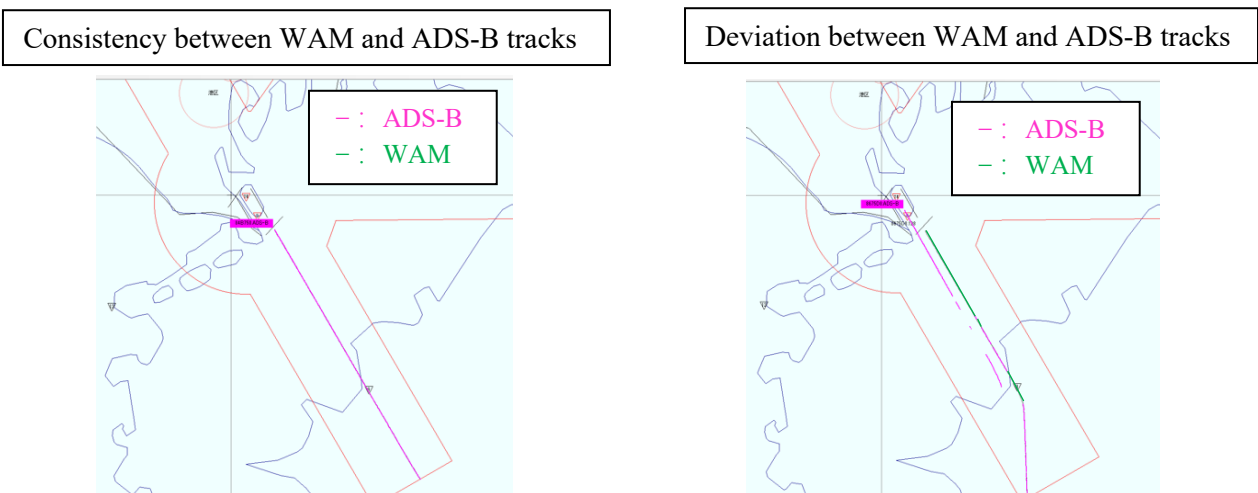 Consistency between WAM and ADS-B tracks
Deviation between WAM and ADS-B tracks
– : ADS-B
– : WAM
– : ADS-B
– : WAM